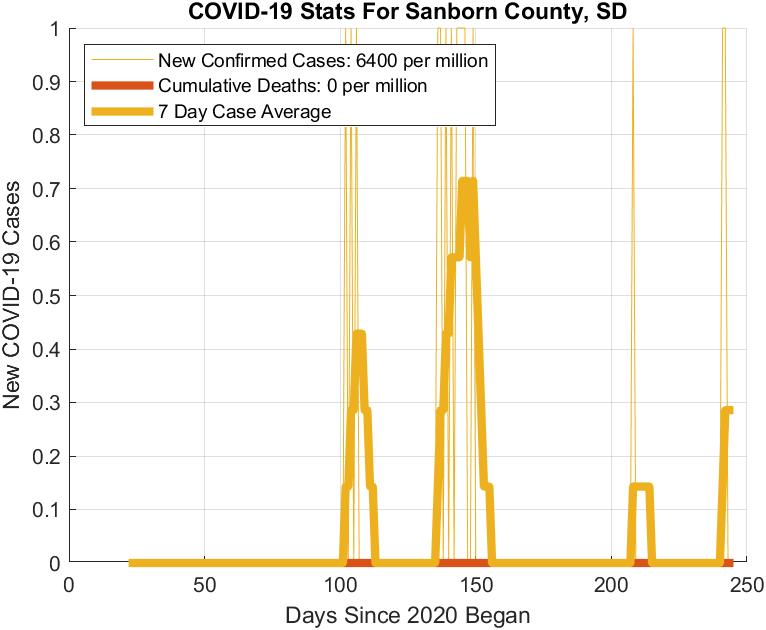 COVID-19 Stats For Sanborn County, SD
1
New Confirmed Cases: 6400 per million
0.9
Cumulative Deaths: 0 per million
7 Day Case Average
0.8
0.7
0.6
0.5
0.4
0.3
0.2
0.1
0
New COVID-19 Cases
0 50 100 150 200 250
Days Since 2020 Began